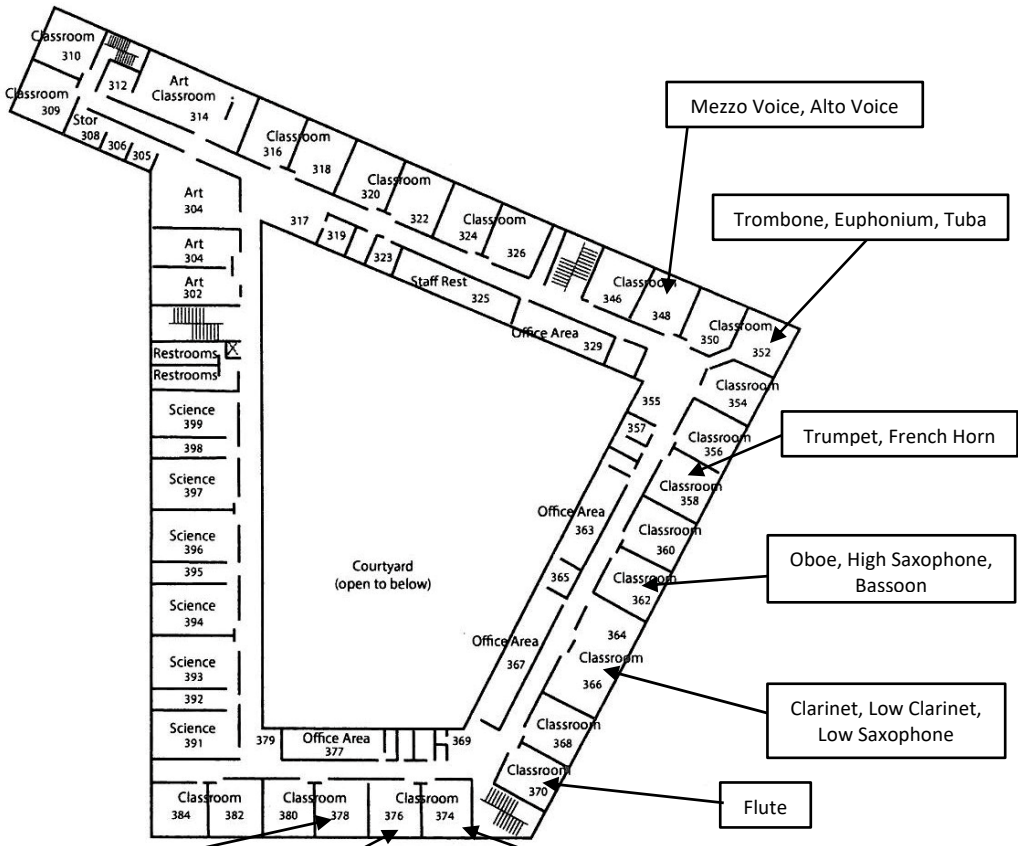 Classroom
310
312
Classroom
309
Art
Classroom
314
Stor
308
306
305
Classroom
316
318
Classroom
320
322
Classroom
324
326
Mezzo Voice, Alto Voice
Trombone, Euphonium, Tuba
Art
304
317
319
323
Staff Rest
325
Classroom
346
348
Classroom
350
352
Office Area
329
Art
304
Art
302
Restrooms
X
Restrooms
Classroom
354
355
357
Classroom
356
Trumpet, French Horn
Classroom
358
Science
399
398
Science
397
Office Area
363
Classroom
360
Science
396
395
Courtyard
(open to below)
365
Classroom
362
Oboe, High Saxophone,
Bassoon
Science
394
364
Office Area
367
Classroom
366
Science
393
392
Clarinet, Low Clarinet,
Low Saxophone
Science
391
379
Office Area
377
369
Classroom
368
Classroom
370
Flute
Classroom
384
382
Classroom
380
378
Classroom
376
374